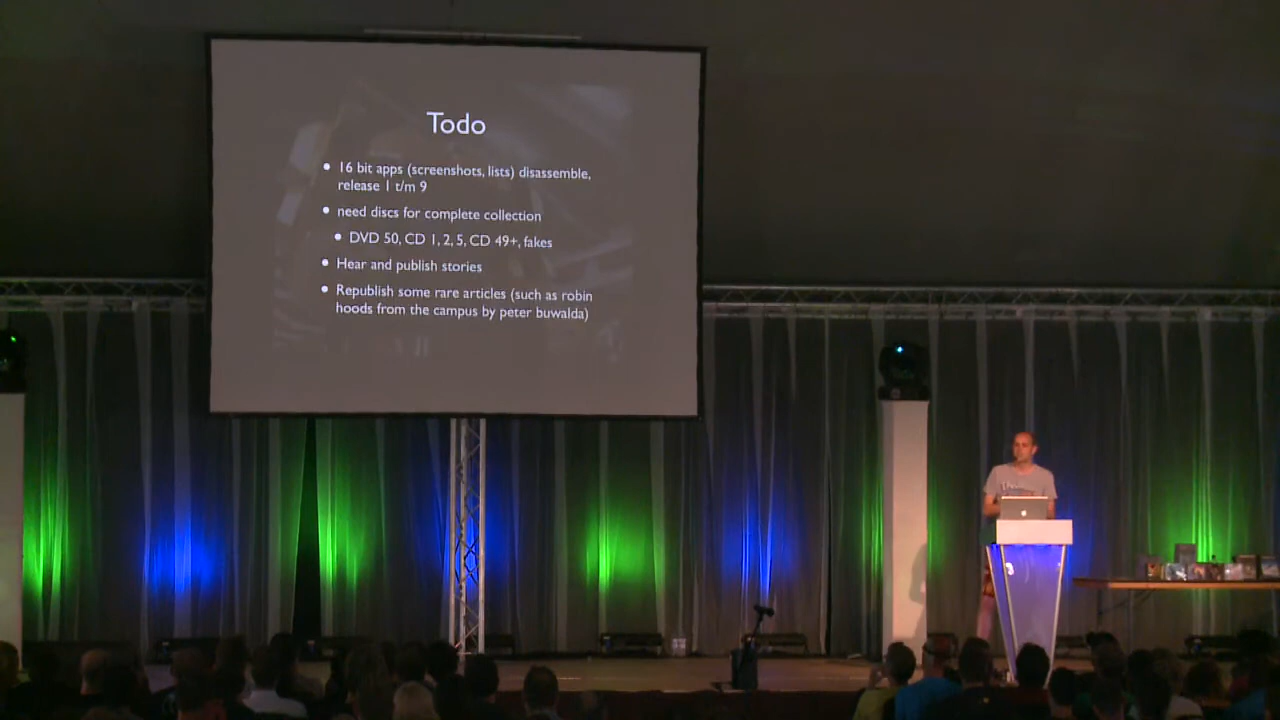 Todo
16 bit apps (screenshots, lists) disassemble,
release 1 t/m 9
need discs for complete collection
DVD 50, CD 1, 2, 5, CD 49+, fakes
Hear and publish stories
Republish some rare articles (such as robin
hoods from the campus by peter buwalda)